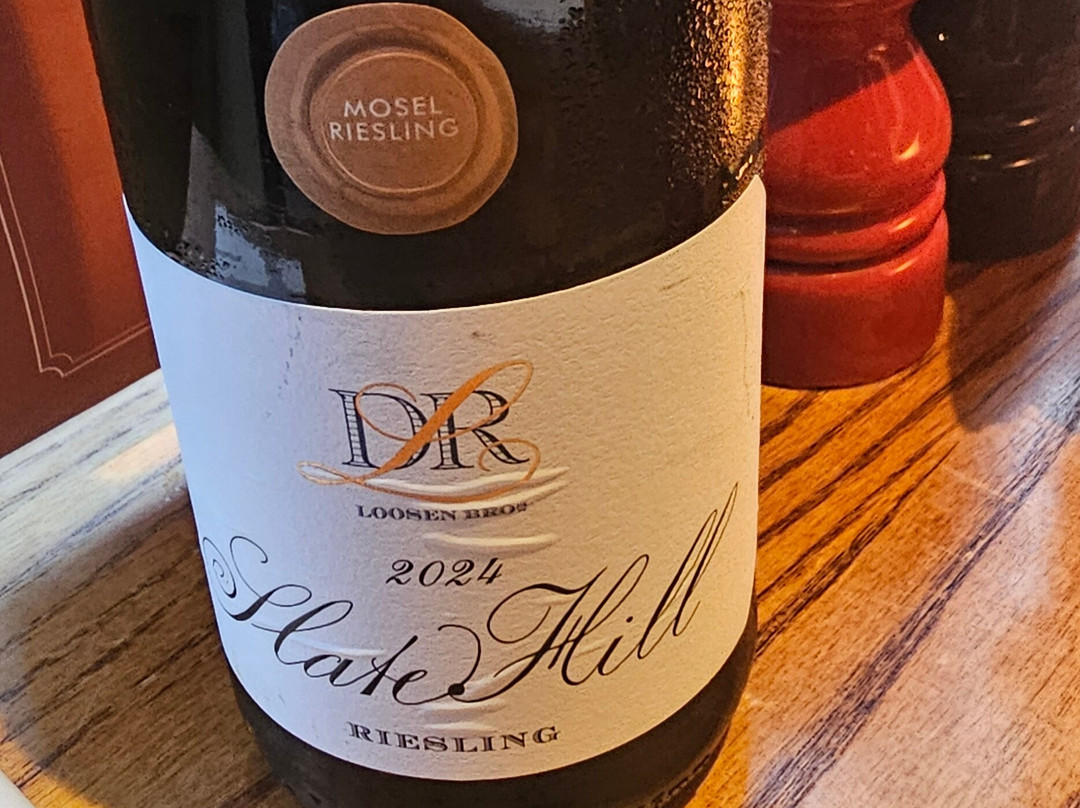 MOSEL
RIESLING
DR L
LOOSEN BROS
2024
Slate Hill
RIESLING